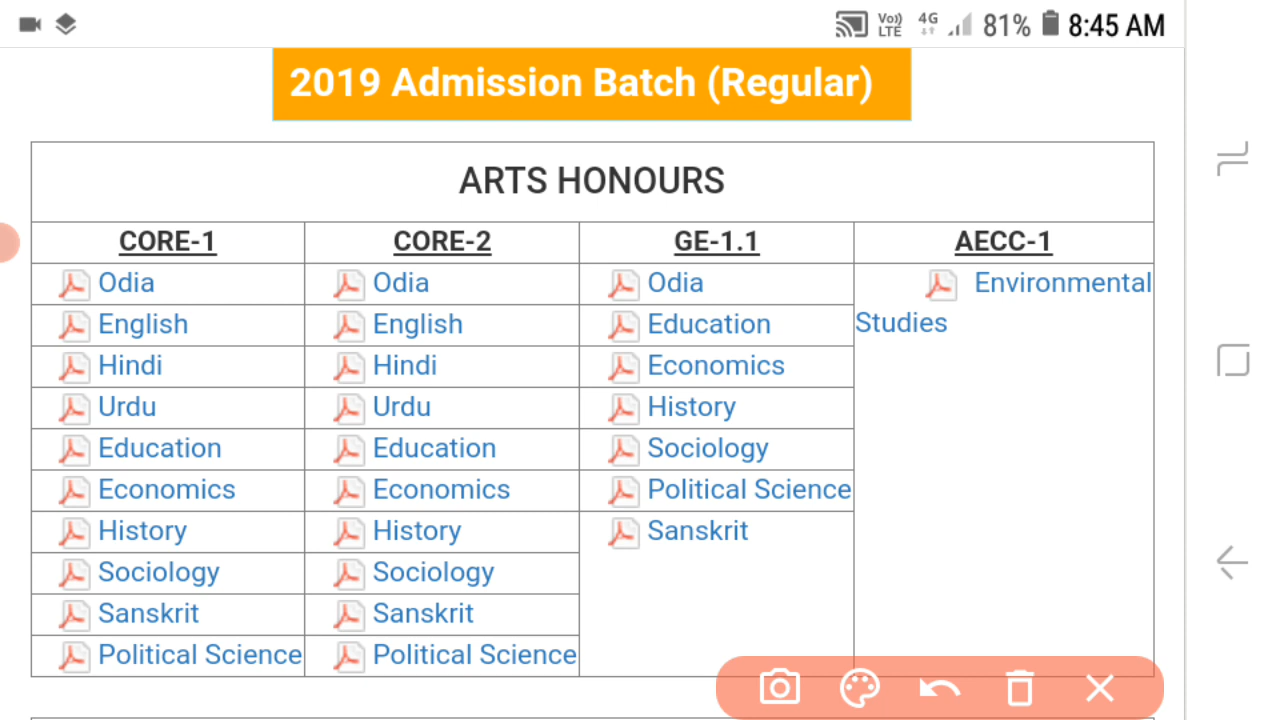 Vo)) LTE 4G 81% 8:45 AM
2019 Admission Batch (Regular)
ARTS HONOURS
CORE-1 CORE-2 GE-1.1 AECC-1
Odia Odia Odia Environmental
English English Education Studies
Hindi Hindi Economics
Urdu Urdu History
Education Education Sociology
Economics Economics Political Science
History History Sanskrit
Sociology Sociology
Sanskrit Sanskrit
Political Science Political Science